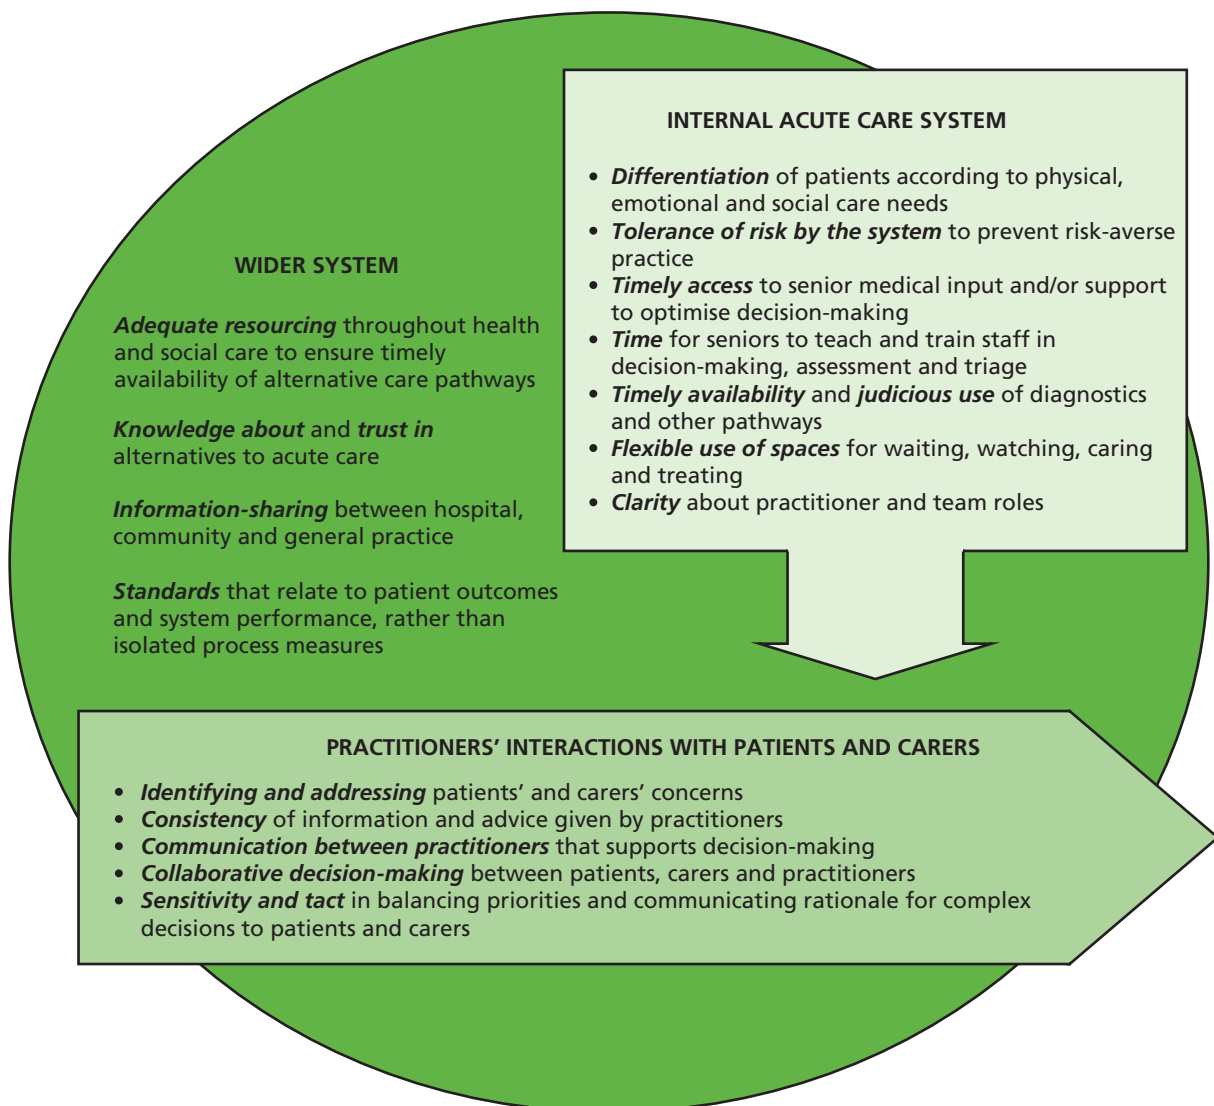 WIDER SYSTEM
Adequate resourcing throughout health
and social care to ensure timely
availability of alternative care pathways
Knowledge about and trust in
alternatives to acute care
Information-sharing between hospital,
community and general practice
Standards that relate to patient outcomes
and system performance, rather than
isolated process measures
INTERNAL ACUTE CARE SYSTEM
• Differentiation of patients according to physical,
emotional and social care needs
• Tolerance of risk by the system to prevent risk-averse
practice
• Timely access to senior medical input and/or support
to optimise decision-making
• Time for seniors to teach and train staff in
decision-making, assessment and triage
• Timely availability and judicious use of diagnostics
and other pathways
• Flexible use of spaces for waiting, watching, caring
and treating
• Clarity about practitioner and team roles
PRACTITIONERS’ INTERACTIONS WITH PATIENTS AND CARERS
• Identifying and addressing patients’ and carers’ concerns
• Consistency of information and advice given by practitioners
• Communication between practitioners that supports decision-making
• Collaborative decision-making between patients, carers and practitioners
• Sensitivity and tact in balancing priorities and communicating rationale for complex
decisions to patients and carers